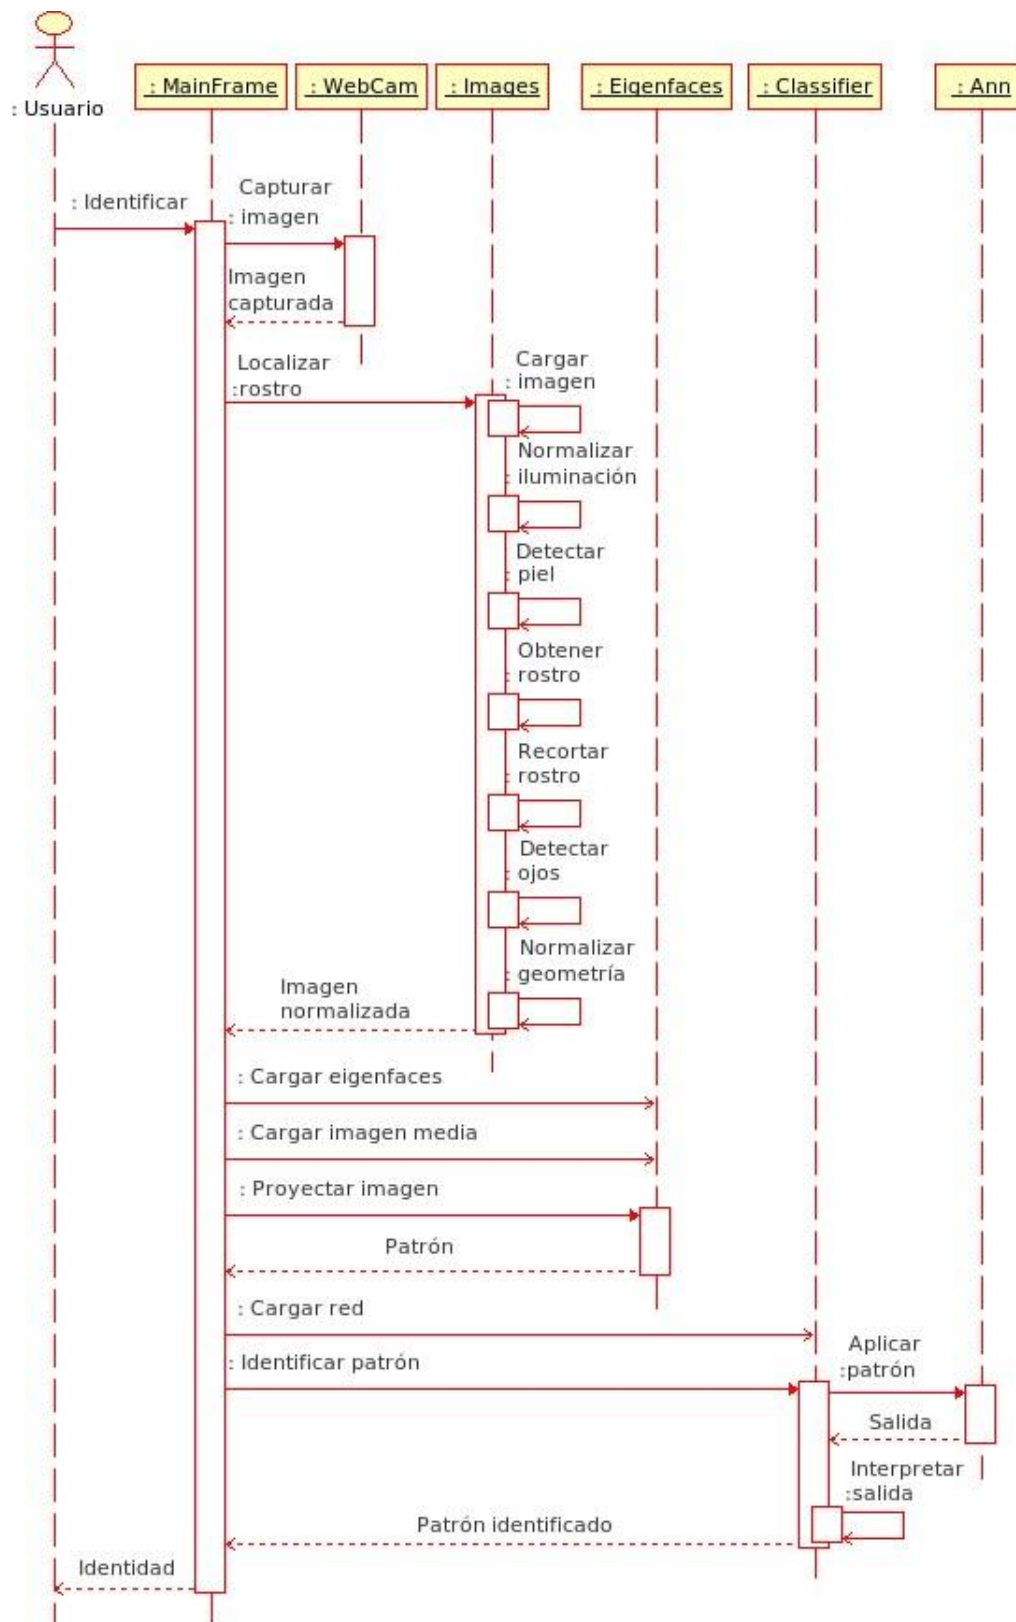 : Usuario
: MainFrame
: WebCam
: Images
: Eigenfaces
: Classifier
: Ann
: Identificar
Capturar
: imagen
Imagen
capturada
Localizar
:rostro
Cargar
: imagen
Normalizar
: iluminación
Detectar
: piel
Obtener
: rostro
Recortar
: rostro
Detectar
: ojos
Normalizar
: geometría
Imagen
normalizada
: Cargar eigenfaces
: Cargar imagen media
: Proyectar imagen
Patrón
: Cargar red
: Identificar patrón
Aplicar
:patrón
Salida
Interpretar
:salida
Patrón identificado
Identidad